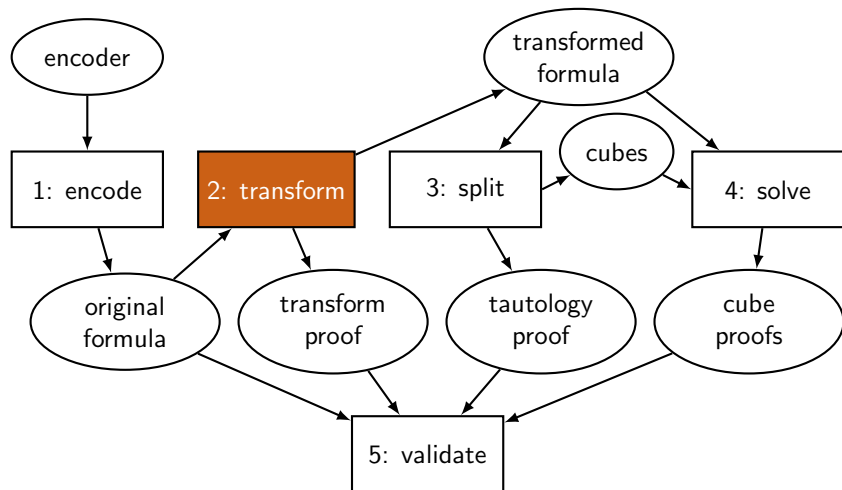 encoder
transformed
formula
cubes
1: encode
2: transform
3: split
4: solve
original
formula
transform
proof
tautology
proof
cube
proofs
5: validate